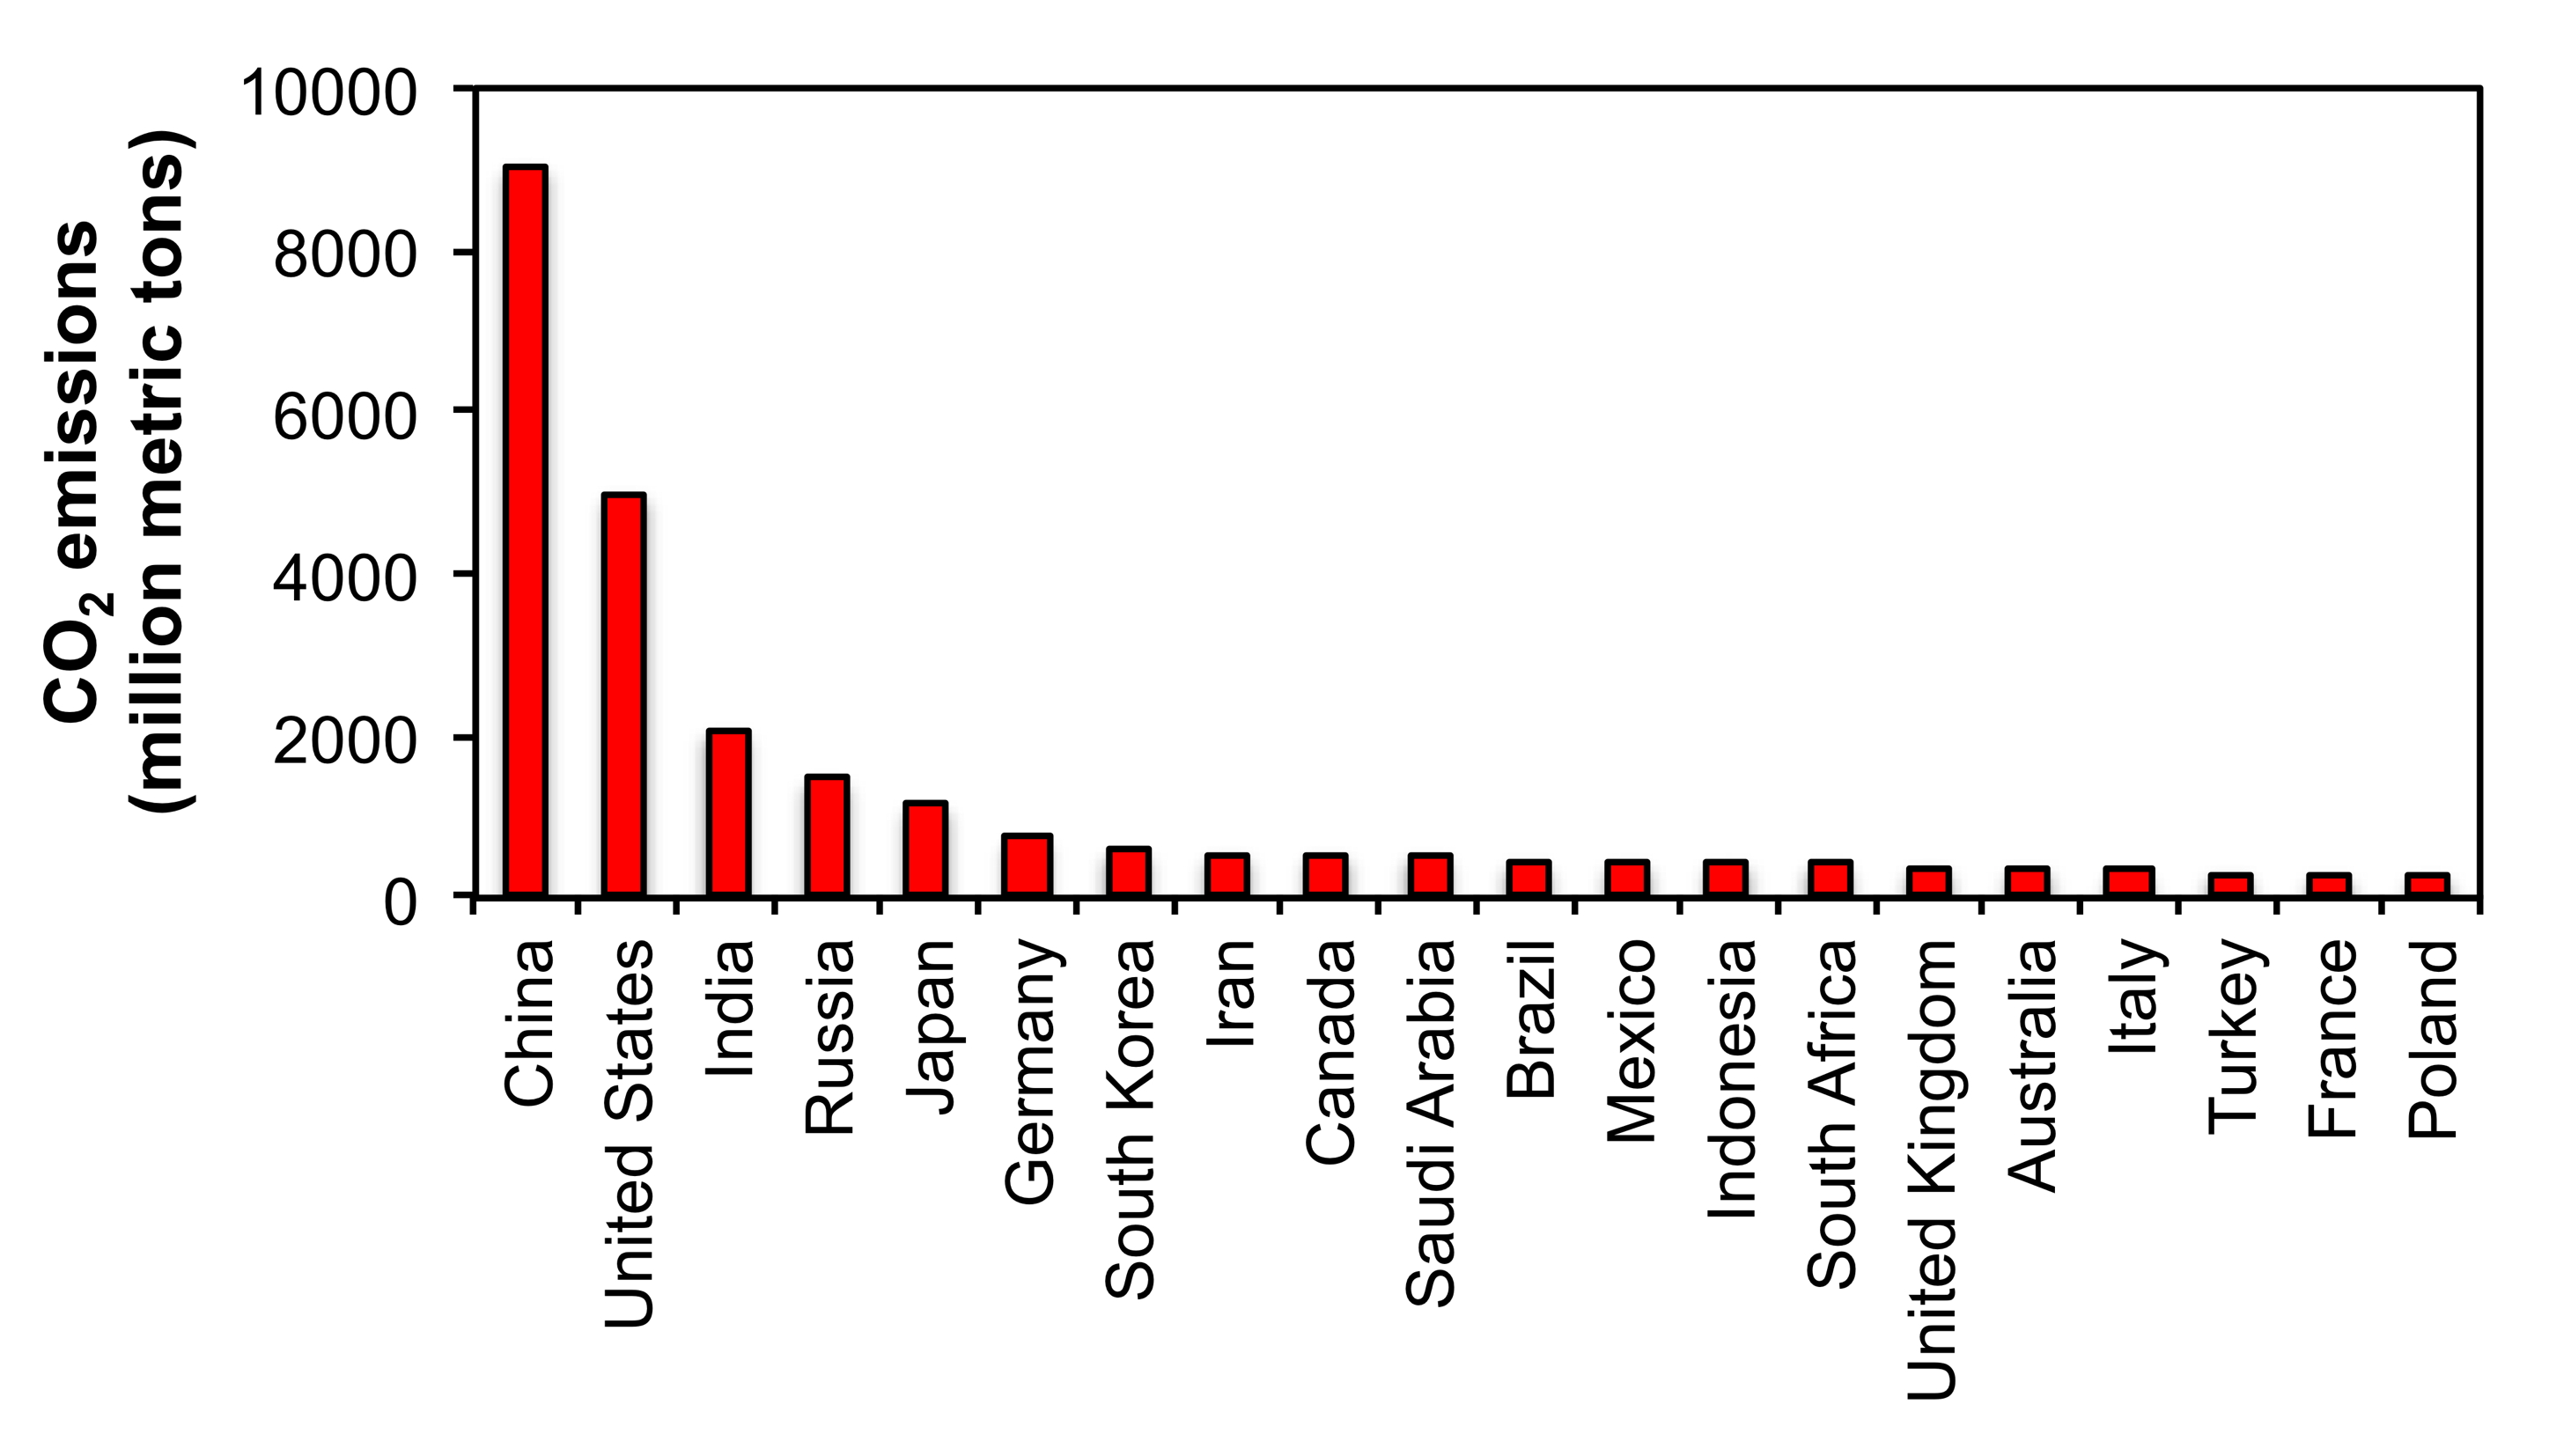 CO2 emissions
(million metric tons)
10000
8000
6000
4000
2000
0
China
United States
India
Russia
Japan
Germany
South Korea
Iran
Canada
Saudi Arabia
Brazil
Mexico
Indonesia
South Africa
United Kingdom
Australia
Italy
Turkey
France
Poland